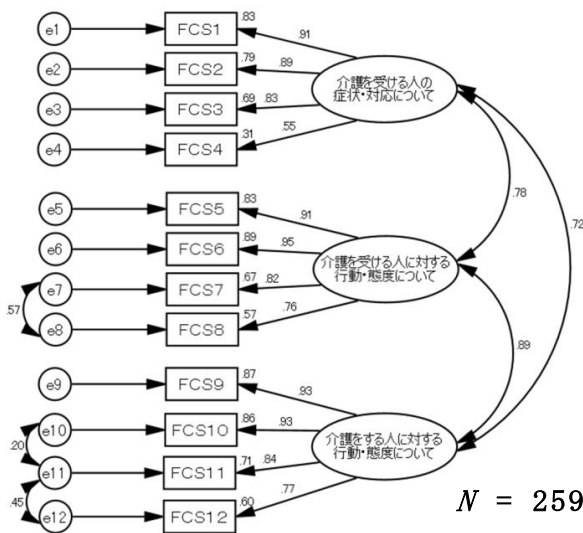 e1 FCS1 .83 .91
e2 FCS2 .79 .89
e3 FCS3 .69 .83
e4 FCS4 .31 .55
介護を受ける人の
症状・対応について
.78
.72
e5 FCS5 .83 .91
e6 FCS6 .89 .95
e7 FCS7 .67 .82
e8 FCS8 .57 .76
.57
介護を受ける人に対する
行動・態度について
.89
e9 FCS9 .87 .93
e10 FCS10 .86 .93
e11 FCS11 .71 .84
e12 FCS12 .60 .77
.20
.45
介護をする人に対する
行動・態度について
N = 259